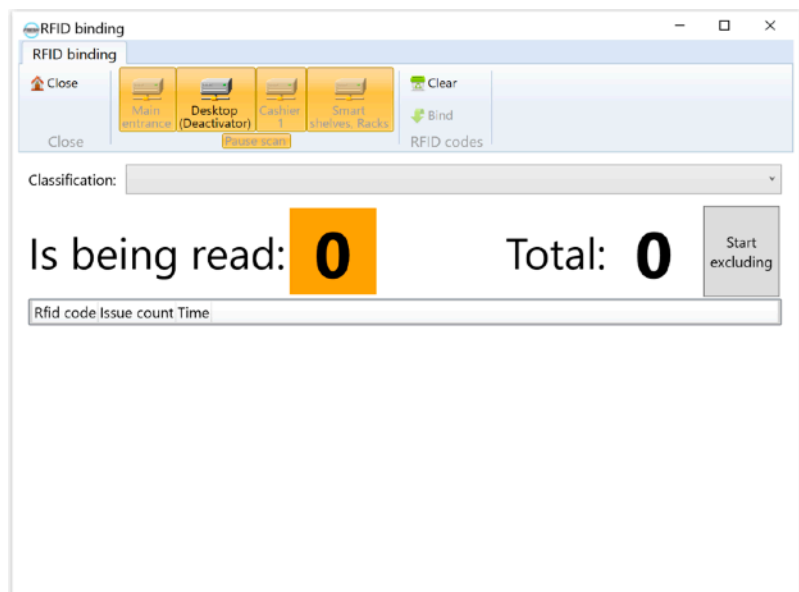 RFID binding
RFID binding
Close
Main entrance
Desktop (Deactivator)
Cashier 1
Smart shelves, Racks
Clear
Bind
Close
Pause scan
RFID codes
Classification:
Is being read: 0
Total: 0
Start excluding
Rfid code Issue count Time